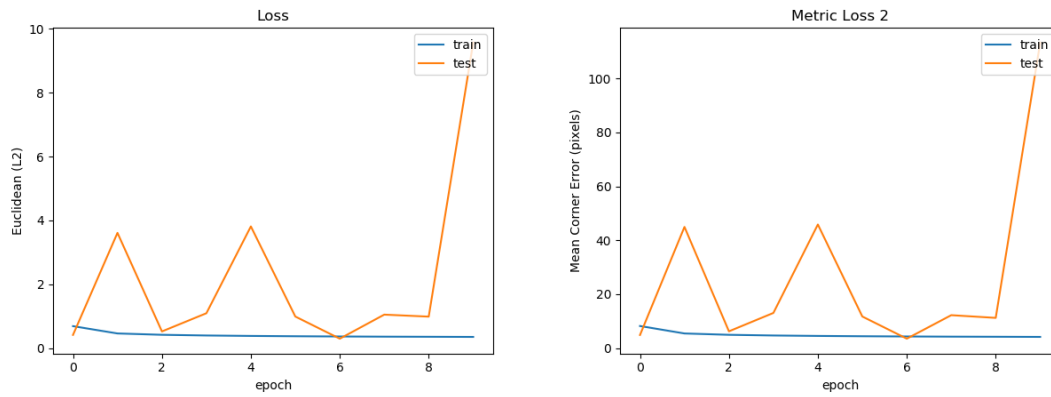 Loss
10
8
6
4
2
0
Euclidean (L2)
0 2 4 6 8
epoch
train
test
Metric Loss 2
100
80
60
40
20
0
Mean Corner Error (pixels)
0 2 4 6 8
epoch
train
test